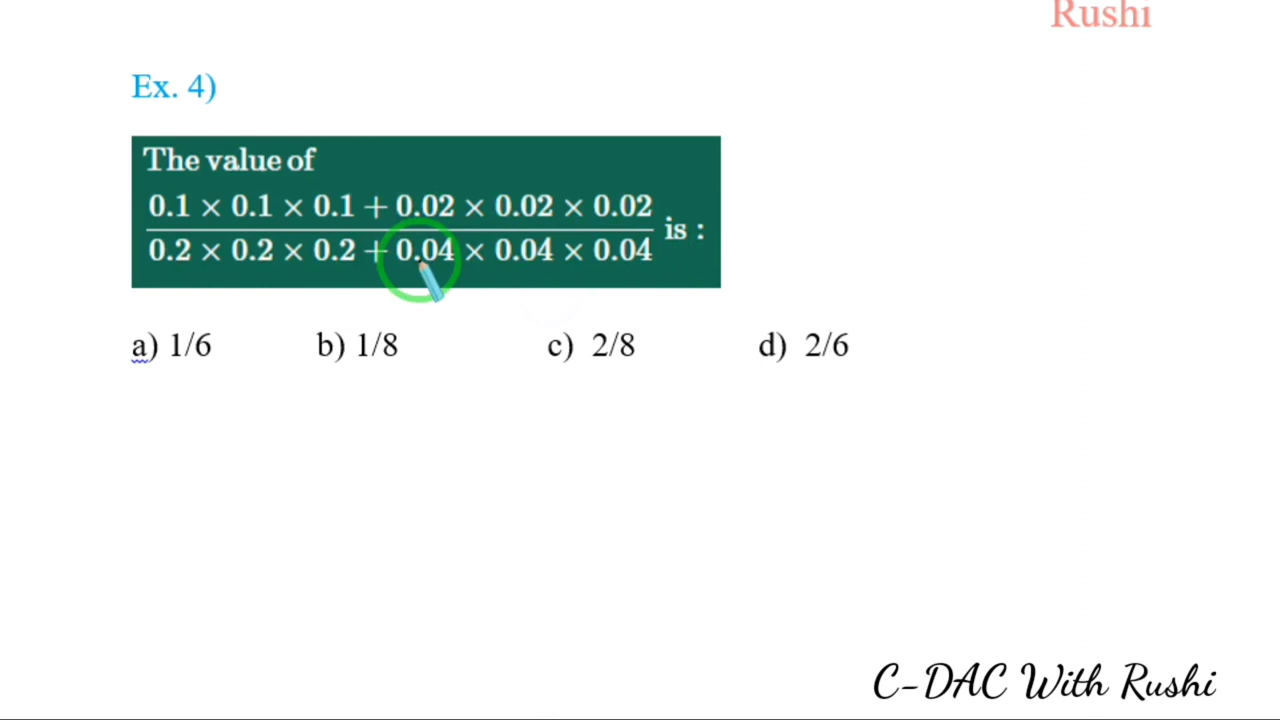 Rushi
Ex. 4)
The value of
0.1 × 0.1 × 0.1 + 0.02 × 0.02 × 0.02
0.2 × 0.2 × 0.2 + 0.04 × 0.04 × 0.04
is :
a) 1/6 b) 1/8 c) 2/8 d) 2/6
C-DAC With Rushi